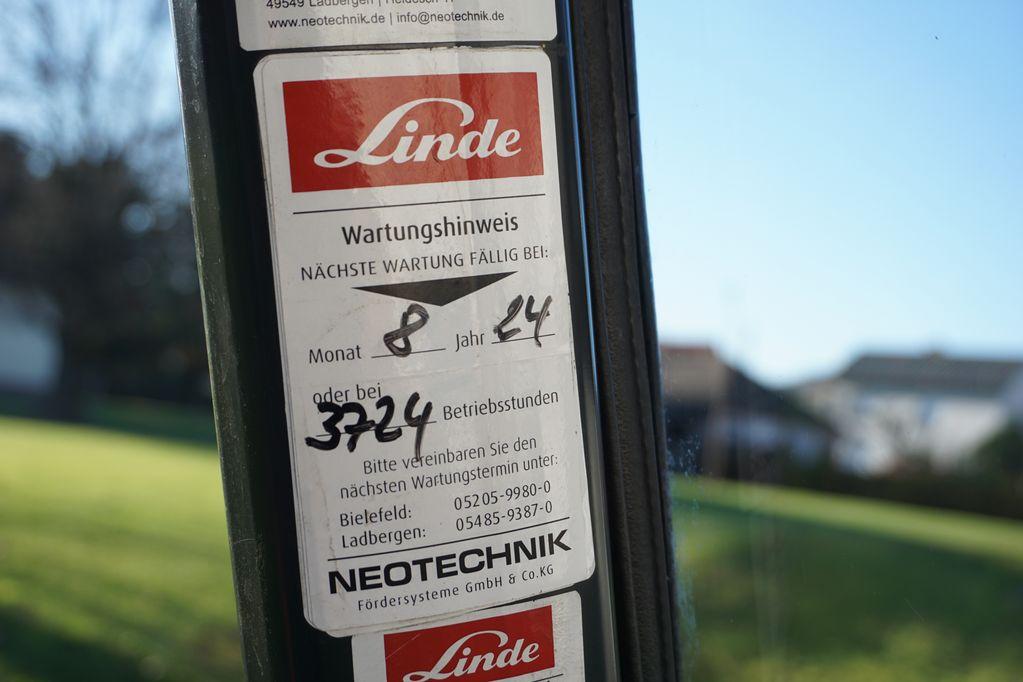 49549 Ladbergen |
www.neotechnik.de | info@neotechnik.de
Linde
Wartungshinweis
NÄCHSTE WARTUNG FÄLLIG BEI:
Monat 8 Jahr 24
oder bei
3724 Betriebsstunden
Bitte vereinbaren Sie den
nächsten Wartungstermin unter:
Bielefeld: 05205-9980-0
Ladbergen: 05485-9387-0
NEOTECHNIK
Fördersysteme GmbH & Co.KG
Linde